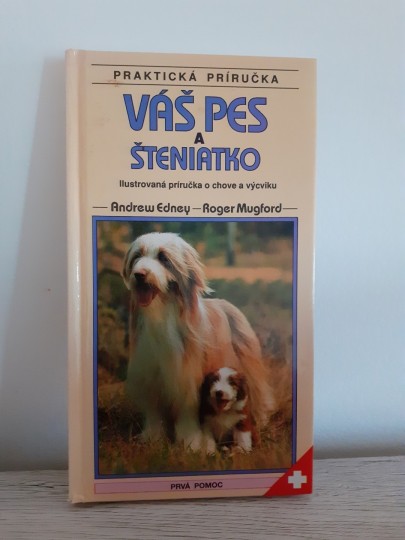 PRAKTICKÁ PRÍRUČKA
VÁŠ PES
A
ŠTENIATKO
Ilustrovaná príručka o chove a výcviku
Andrew Edney — Roger Mugford
PRVÁ POMOC